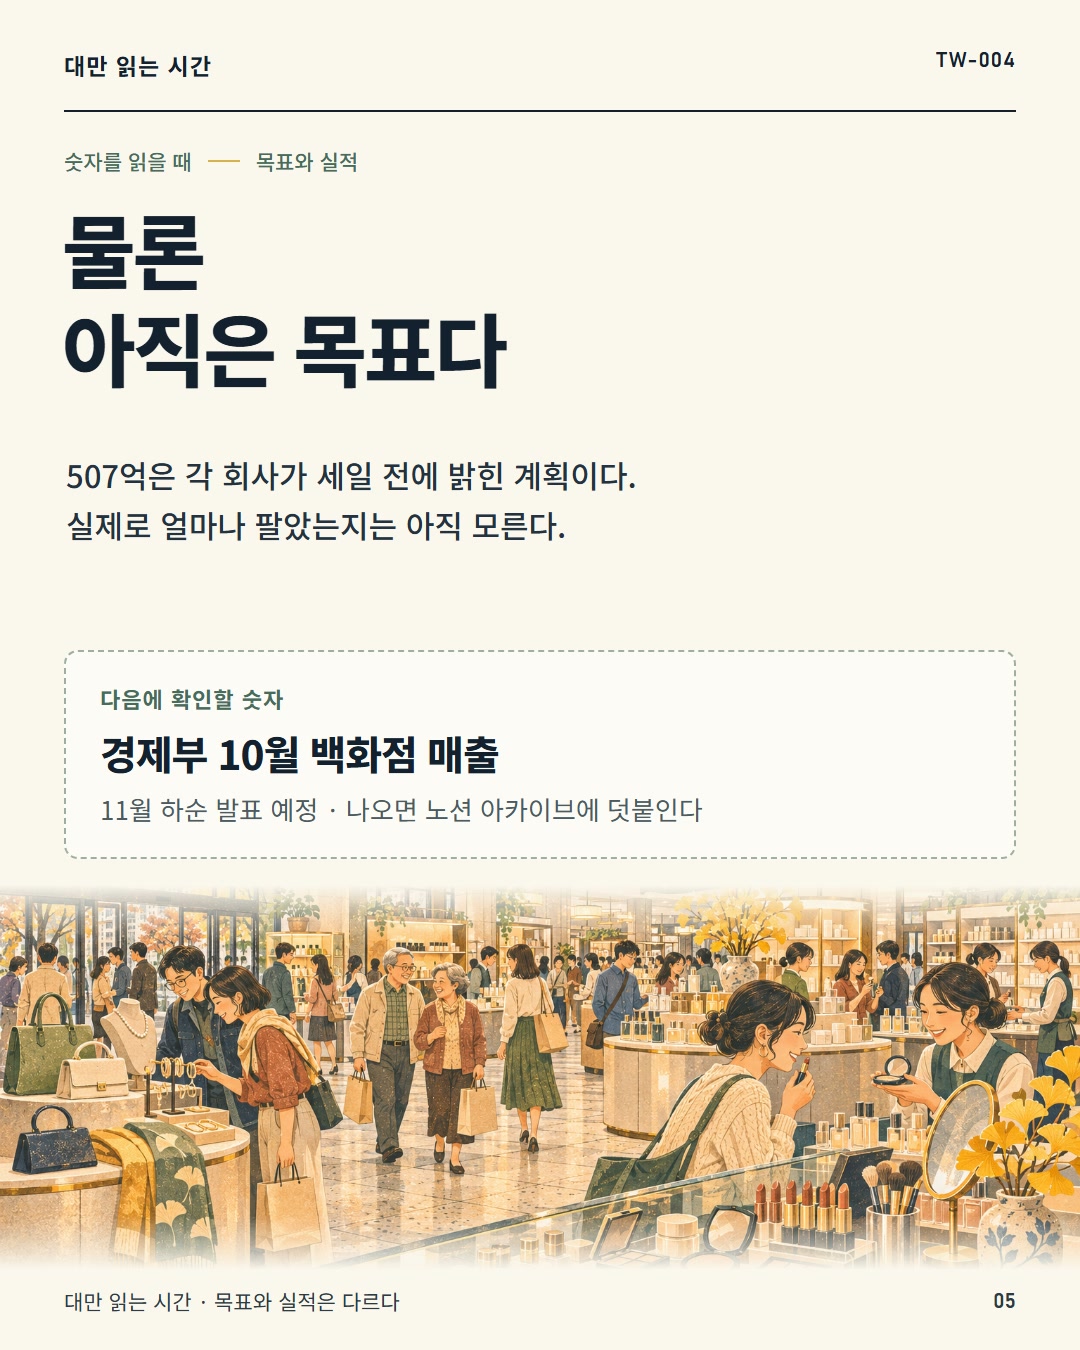 대만 읽는 시간
TW-004
숫자를 읽을 때 — 목표와 실적
물론
아직은 목표다
507억은 각 회사가 세일 전에 밝힌 계획이다.
실제로 얼마나 팔았는지는 아직 모른다.
다음에 확인할 숫자
경제부 10월 백화점 매출
11월 하순 발표 예정 · 나오면 노션 아카이브에 덧붙인다
대만 읽는 시간 · 목표와 실적은 다르다
05